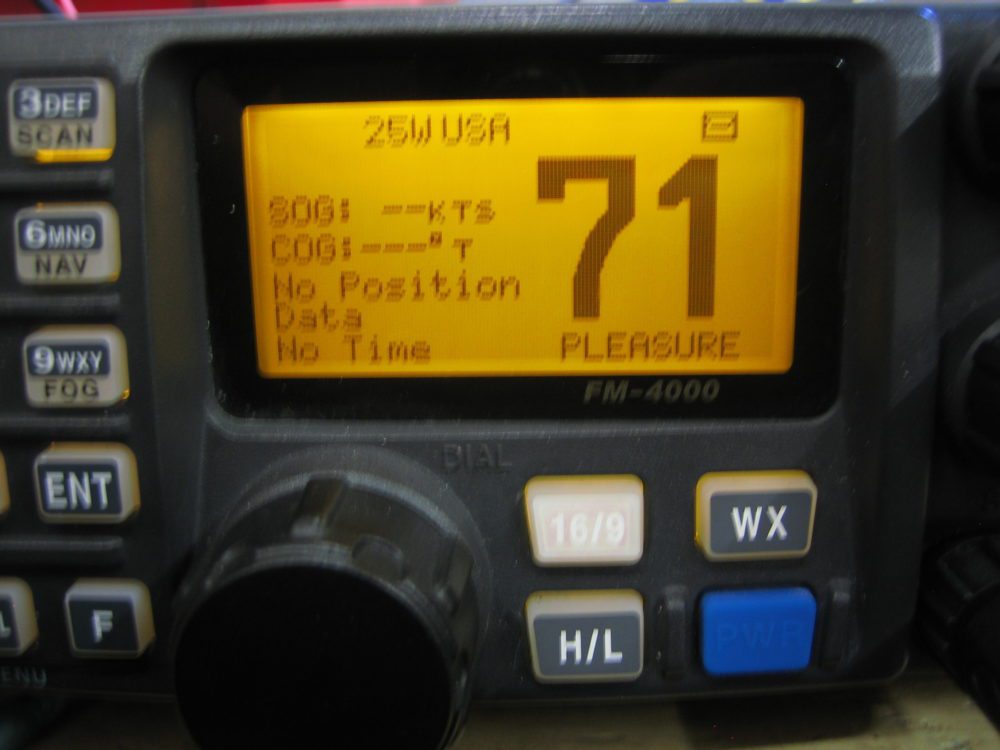 3DEF
SCAN
6MNO
NAV
9WXY
FOG
ENT
F
ENU
25W USA
71
SOG: --KTS
COG:---° T
No Position
Data
No Time
PLEASURE
FM-4000
DIAL
16/9
WX
H/L
PWR